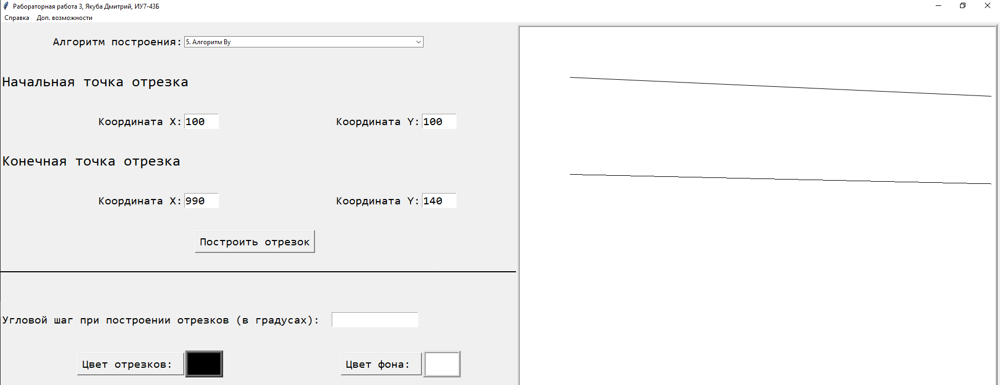 Рабораторная работа 3, Якуба Дмитрий, ИУ7-43Б
Справка Доп. возможности
Алгоритм построения: 5. Алгоритм Ву
Начальная точка отрезка
Координата X: 100 Координата Y: 100
Конечная точка отрезка
Координата X: 990 Координата Y: 140
Построить отрезок
Угловой шаг при построении отрезков (в градусах):
Цвет отрезков: Цвет фона: